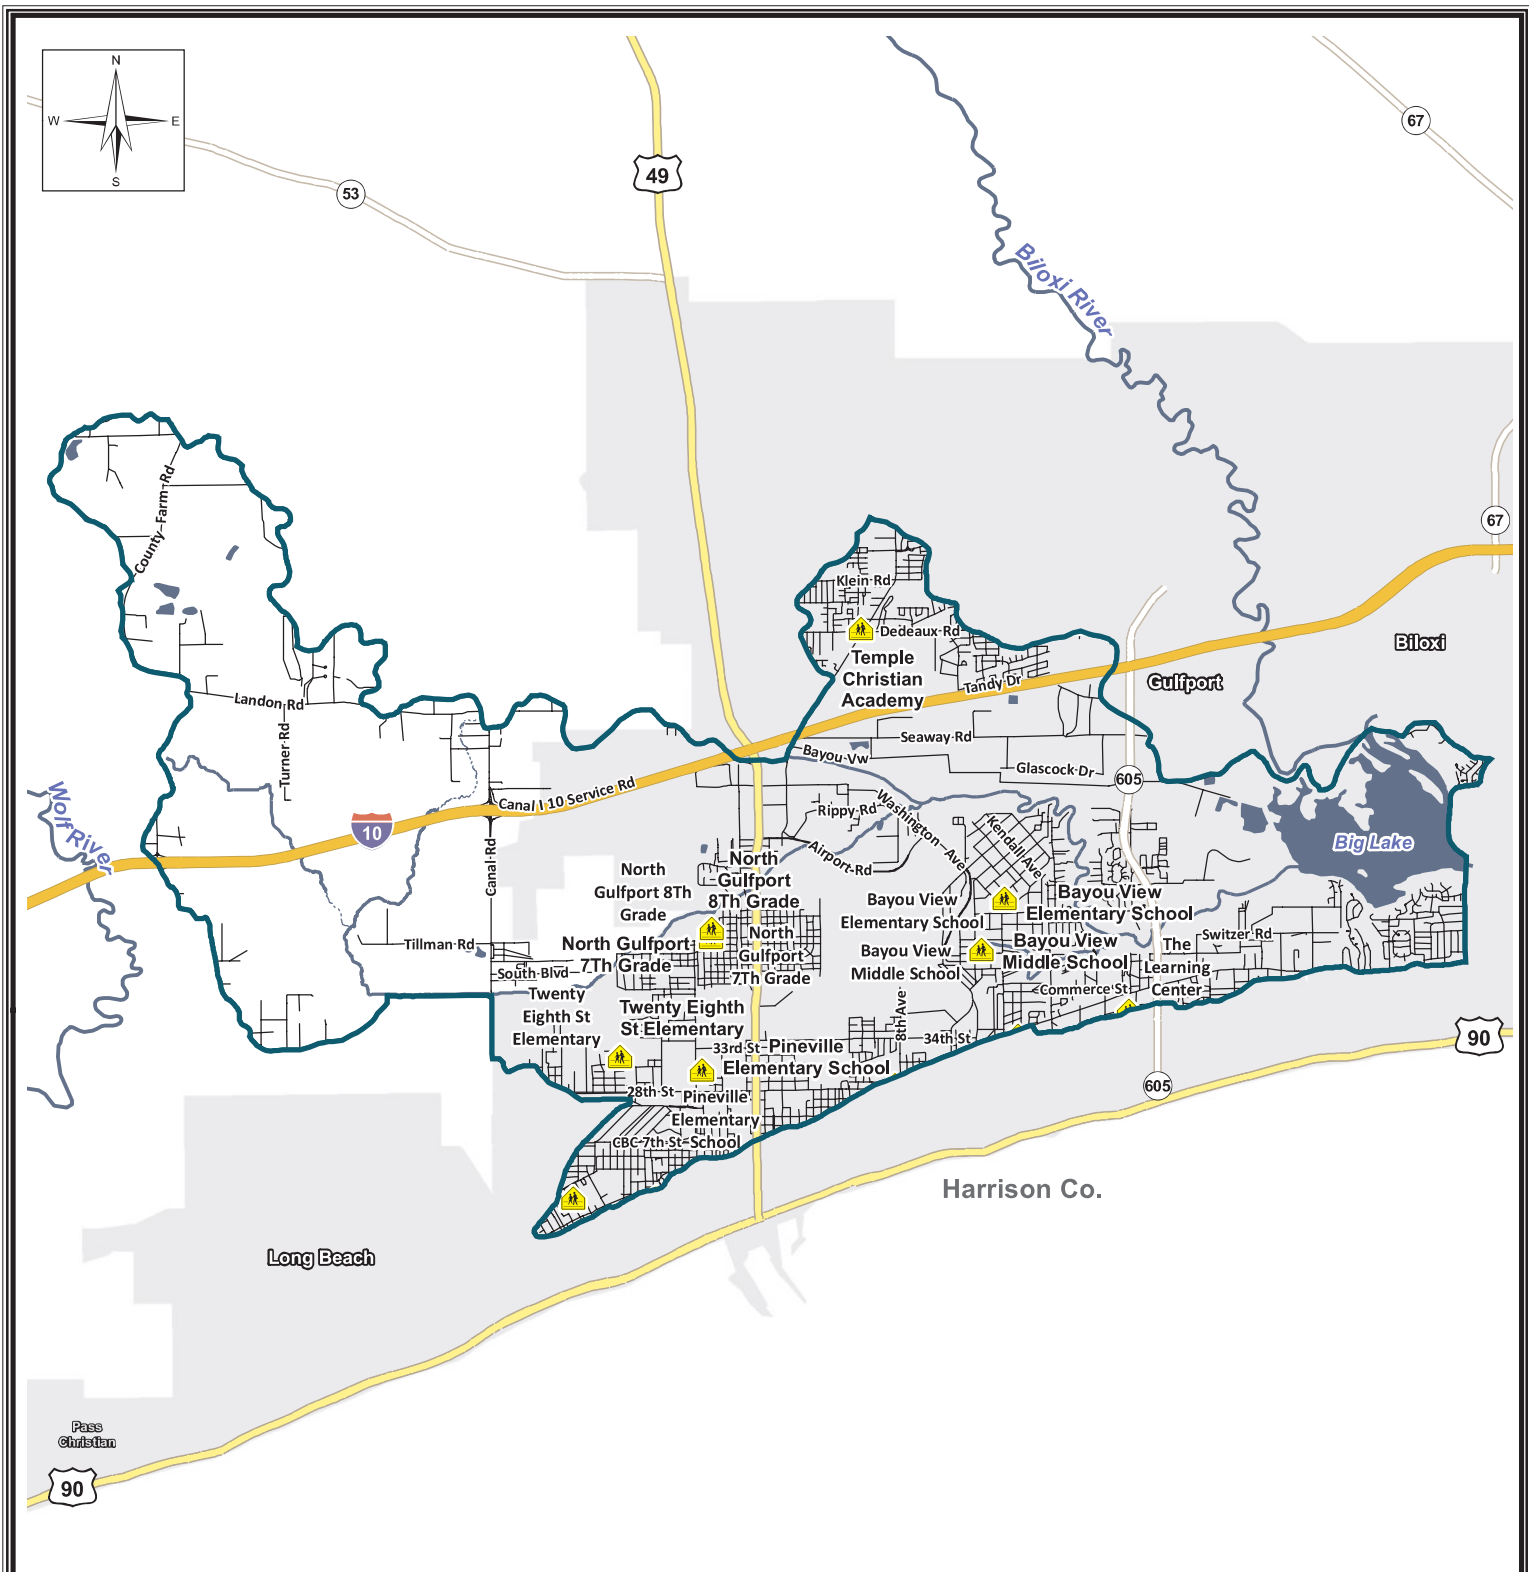 N
W
E
S
53
49
67
Biloxi River
67
County Farm Rd
Klein Rd
Dedeaux Rd
Temple
Christian
Academy
Tandy Dr
Biloxi
Gulfport
Landon Rd
Turner Rd
Seaway Rd
Bayou Vw
Glascock Dr
605
Canal I 10 Service Rd
Wolf River
10
Rippy Rd
Washington Ave
Kendall Ave
Airport Rd
Big Lake
Canal Rd
North
Gulfport 8Th
Grade
North
Gulfport
8Th Grade
Bayou View
Elementary School
Bayou View
Elementary School
Tillman Rd
North Gulfport
7Th Grade
North
Gulfport
7Th Grade
Bayou View
Middle School
Bayou View
Middle School
Switzer Rd
The
Learning
Center
South Blvd
Commerce St
Twenty
Eighth St
Elementary
Twenty Eighth
St Elementary
8th Ave
34th St
33rd St
Pineville
Elementary School
90
605
28th St
Pineville
Elementary
School
CBC 7th St
Harrison Co.
Long Beach
Pass
Christian
90